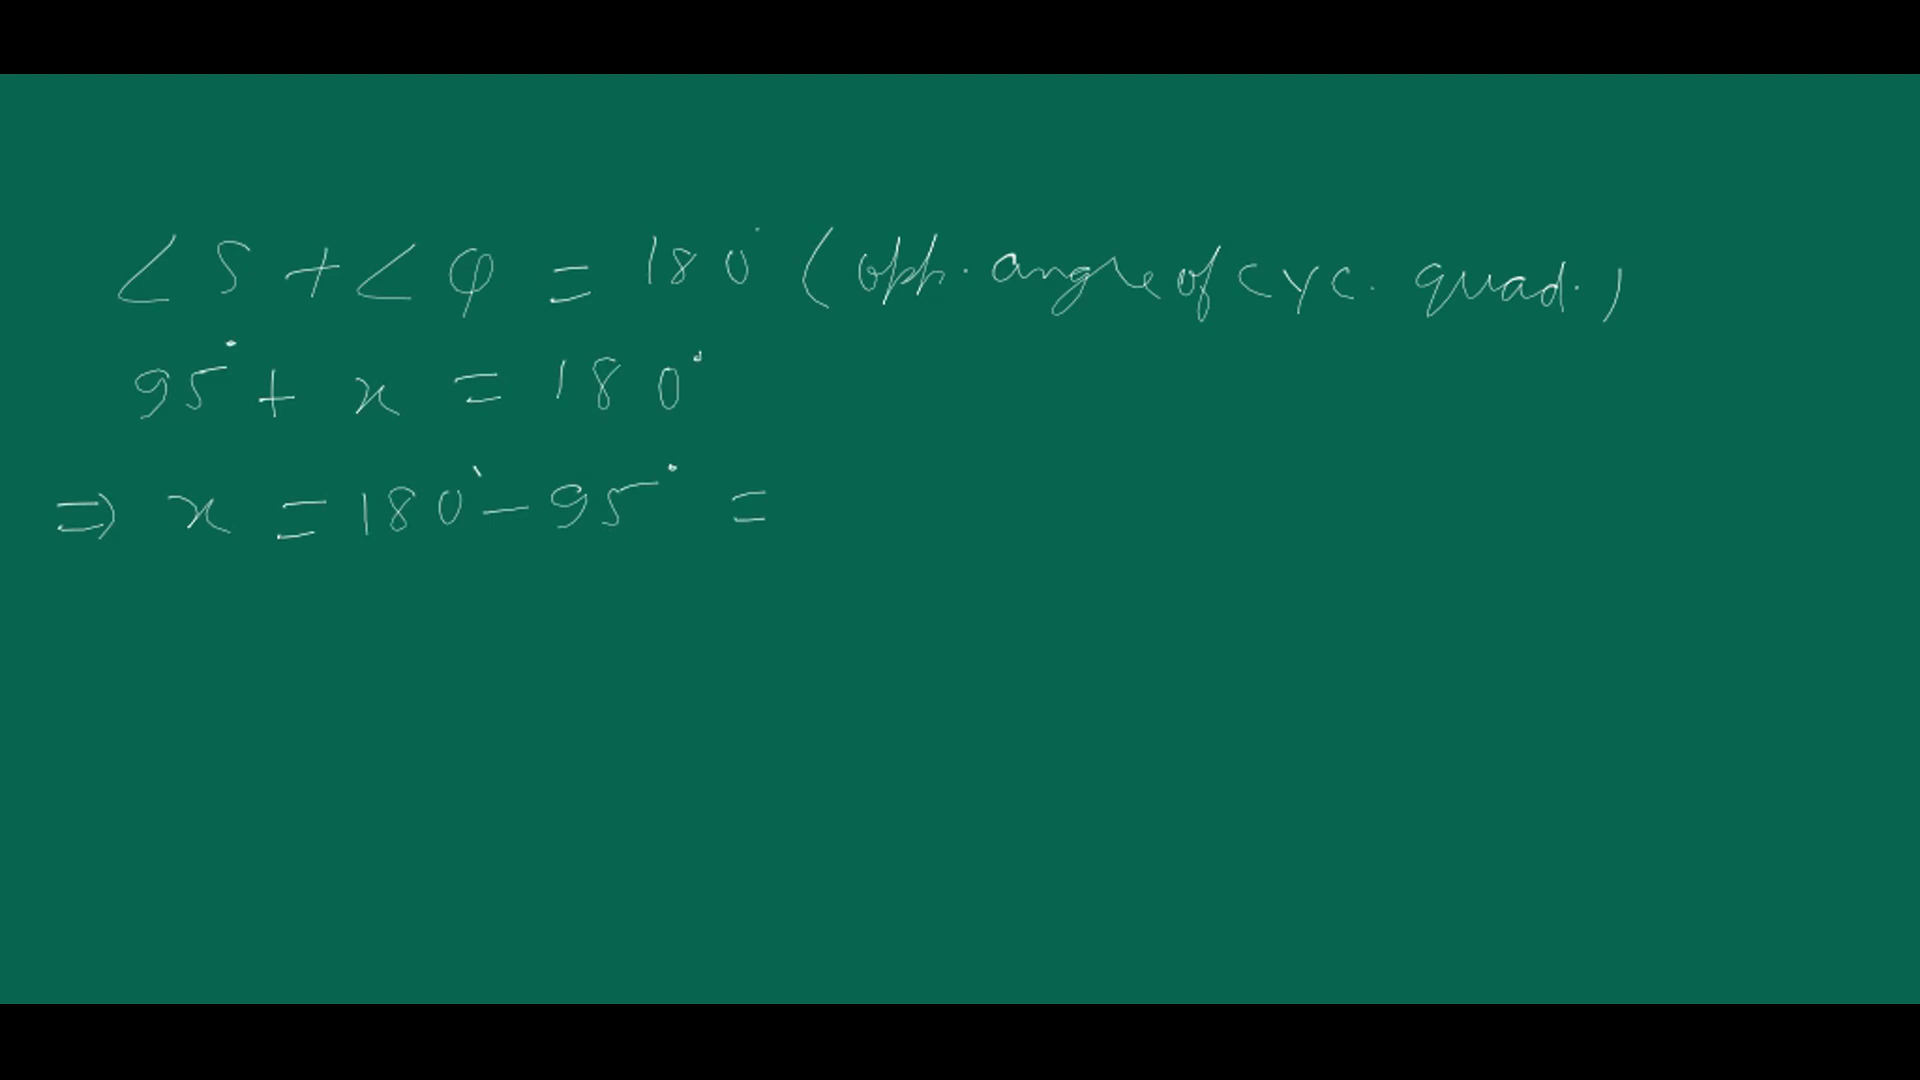 ∠S + ∠Q = 180° (opp. angle of cyc. quad.)
95° + x = 180°
⇒ x = 180° - 95° =